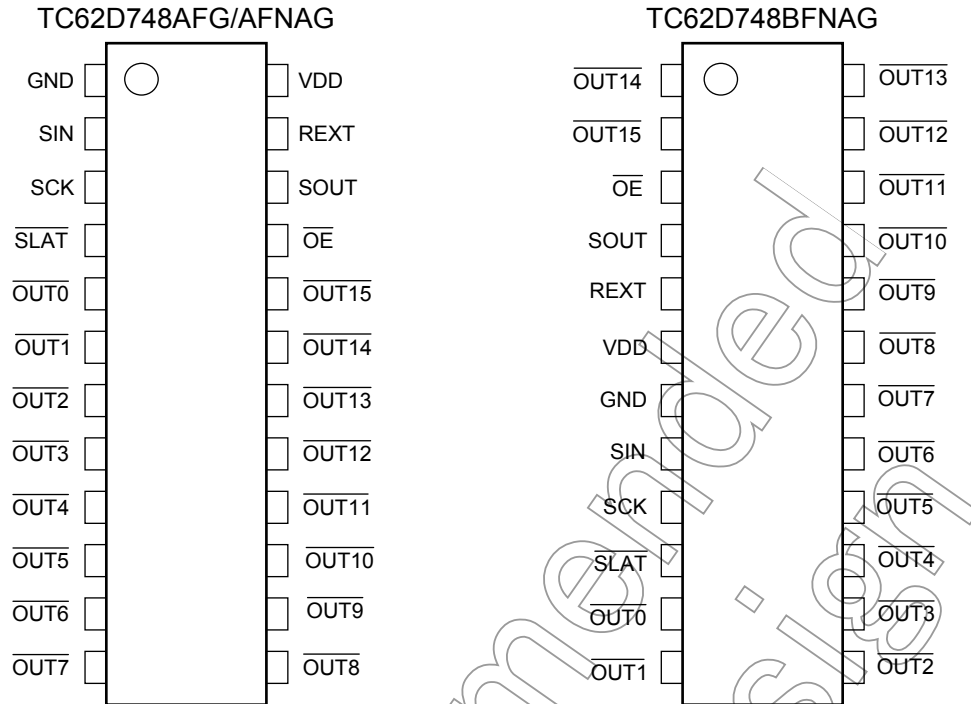 TC62D748AFG/AFNAG
GND VDD
SIN REXT
SCK SOUT
SLAT OE
OUT0 OUT15
OUT1 OUT14
OUT2 OUT13
OUT3 OUT12
OUT4 OUT11
OUT5 OUT10
OUT6 OUT9
OUT7 OUT8
TC62D748BFNAG
OUT14 OUT13
OUT15 OUT12
OE OUT11
SOUT OUT10
REXT OUT9
VDD OUT8
GND OUT7
SIN OUT6
SCK OUT5
SLAT OUT4
OUT0 OUT3
OUT1 OUT2